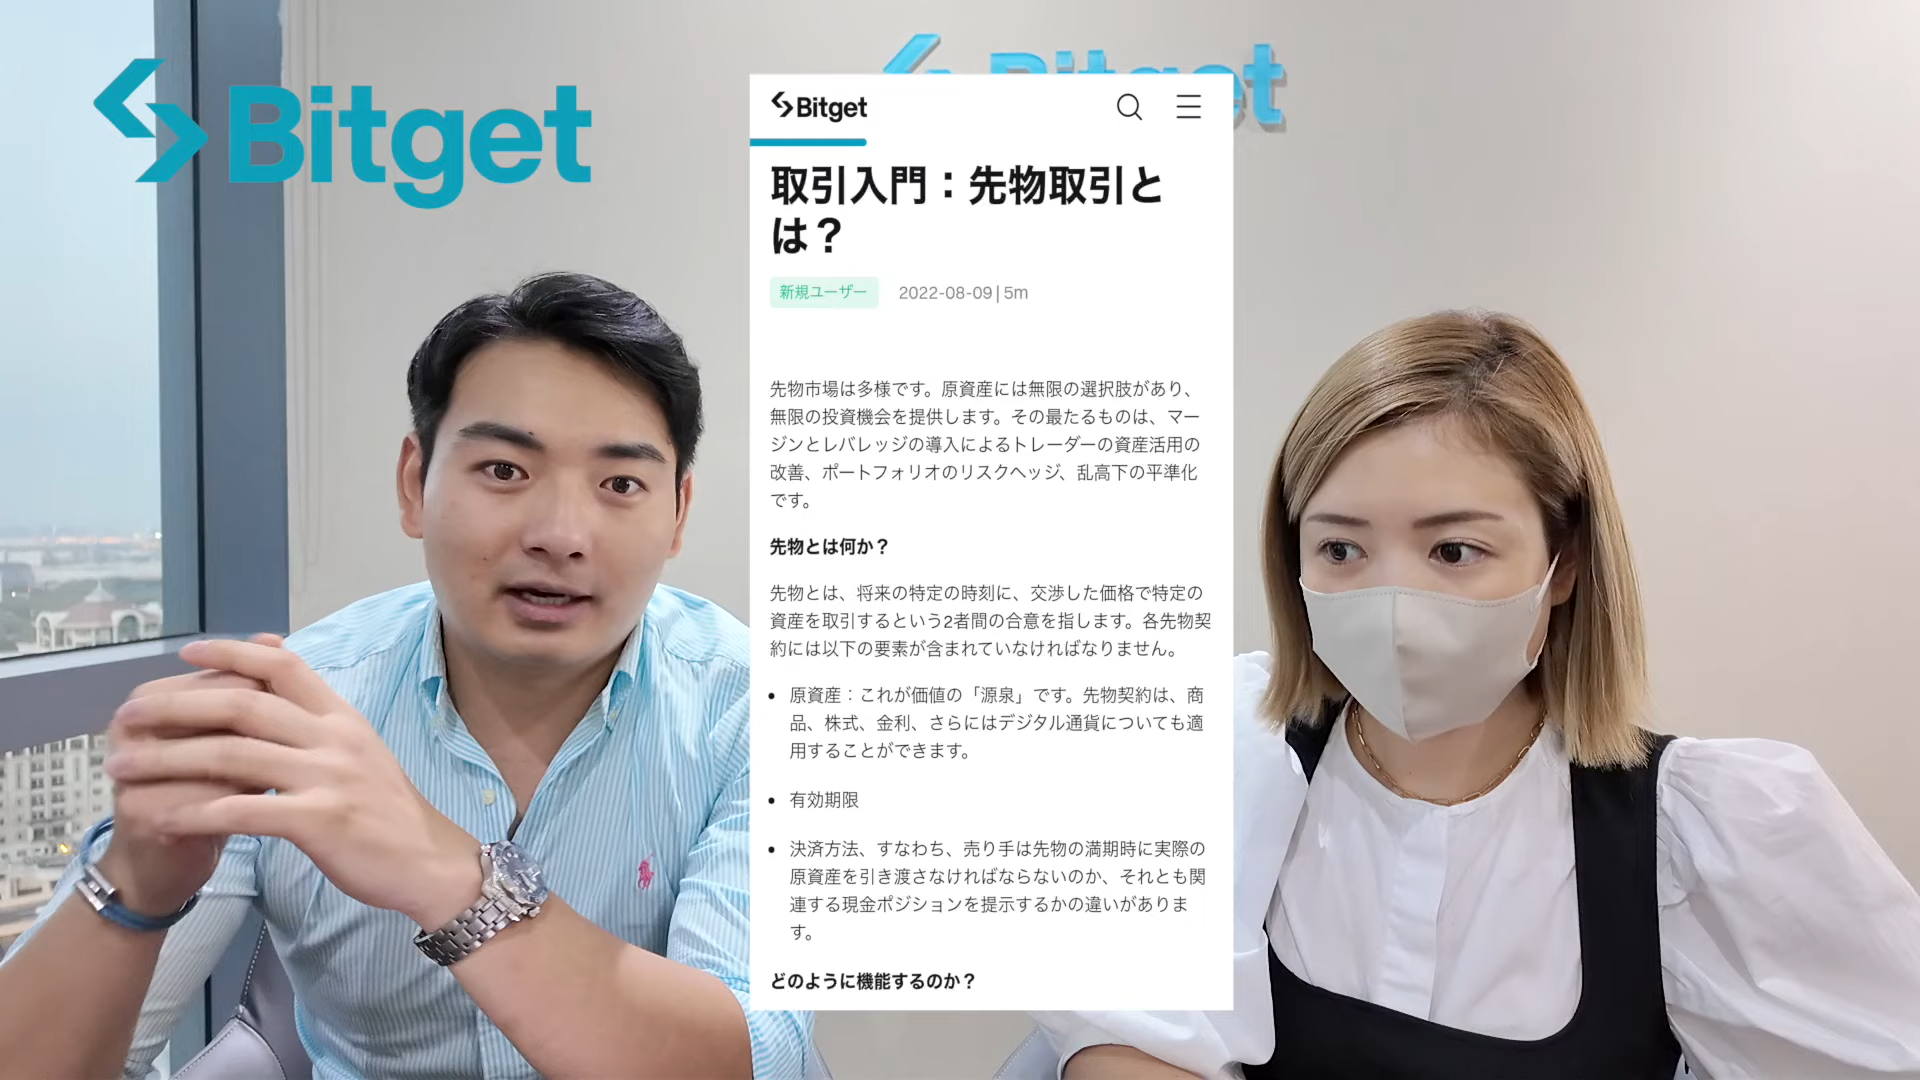 Bitget
Bitget
Bitget
取引入門：先物取引と
は？
新規ユーザー 2022-08-09 | 5m
先物市場は多様です。原資産には無限の選択肢があり、
無限の投資機会を提供します。その最たるものは、マー
ジンとレバレッジの導入によるトレーダーの資産活用の
改善、ポートフォリオのリスクヘッジ、乱高下の平準化
です。
先物とは何か？
先物とは、将来の特定の時刻に、交渉した価格で特定の
資産を取引するという2者間の合意を指します。各先物契
約には以下の要素が含まれていなければなりません。
• 原資産：これが価値の「源泉」です。先物契約は、商
品、株式、金利、さらにはデジタル通貨についても適
用することができます。
• 有効期限
• 決済方法、すなわち、売り手は先物の満期時に実際の
原資産を引き渡さなければならないのか、それとも関
連する現金ポジションを提示するかの違いがありま
す。
どのように機能するのか？